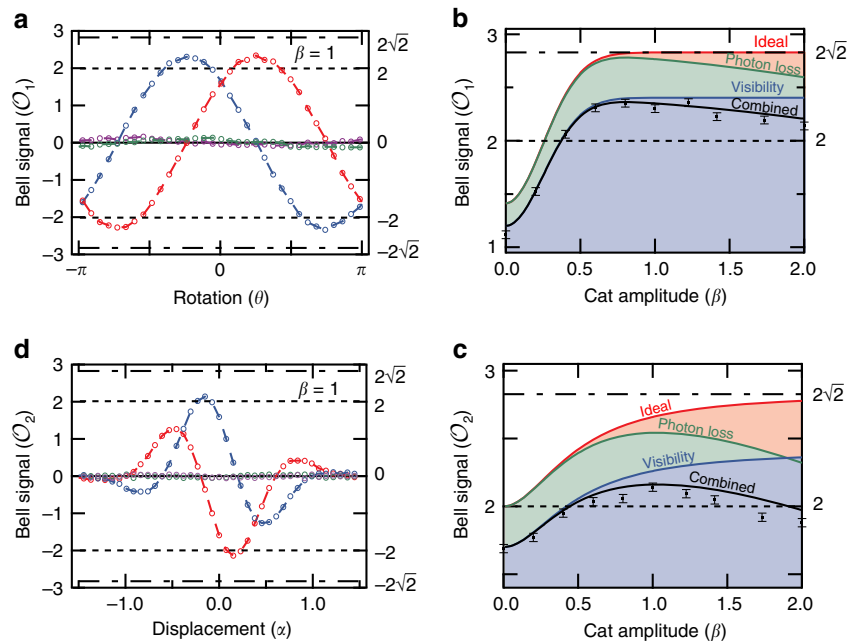 a
3
2
1
0
−1
−2
−3
β = 1
2√2
2
0
−2
−2√2
Bell signal (𝒪₁)
−π
0
π
Rotation (θ)
b
3
2
1
Ideal
Photon loss
Visibility
Combined
2√2
2
Bell signal (𝒪₁)
0.0
0.5
1.0
1.5
2.0
Cat amplitude (β)
d
3
2
1
0
−1
−2
−3
β = 1
2√2
2
0
−2
−2√2
Bell signal (𝒪₂)
−1.0
0.0
1.0
Displacement (α)
c
3
2
Ideal
Photon loss
Visibility
Combined
2√2
2
Bell signal (𝒪₂)
0.0
0.5
1.0
1.5
2.0
Cat amplitude (β)